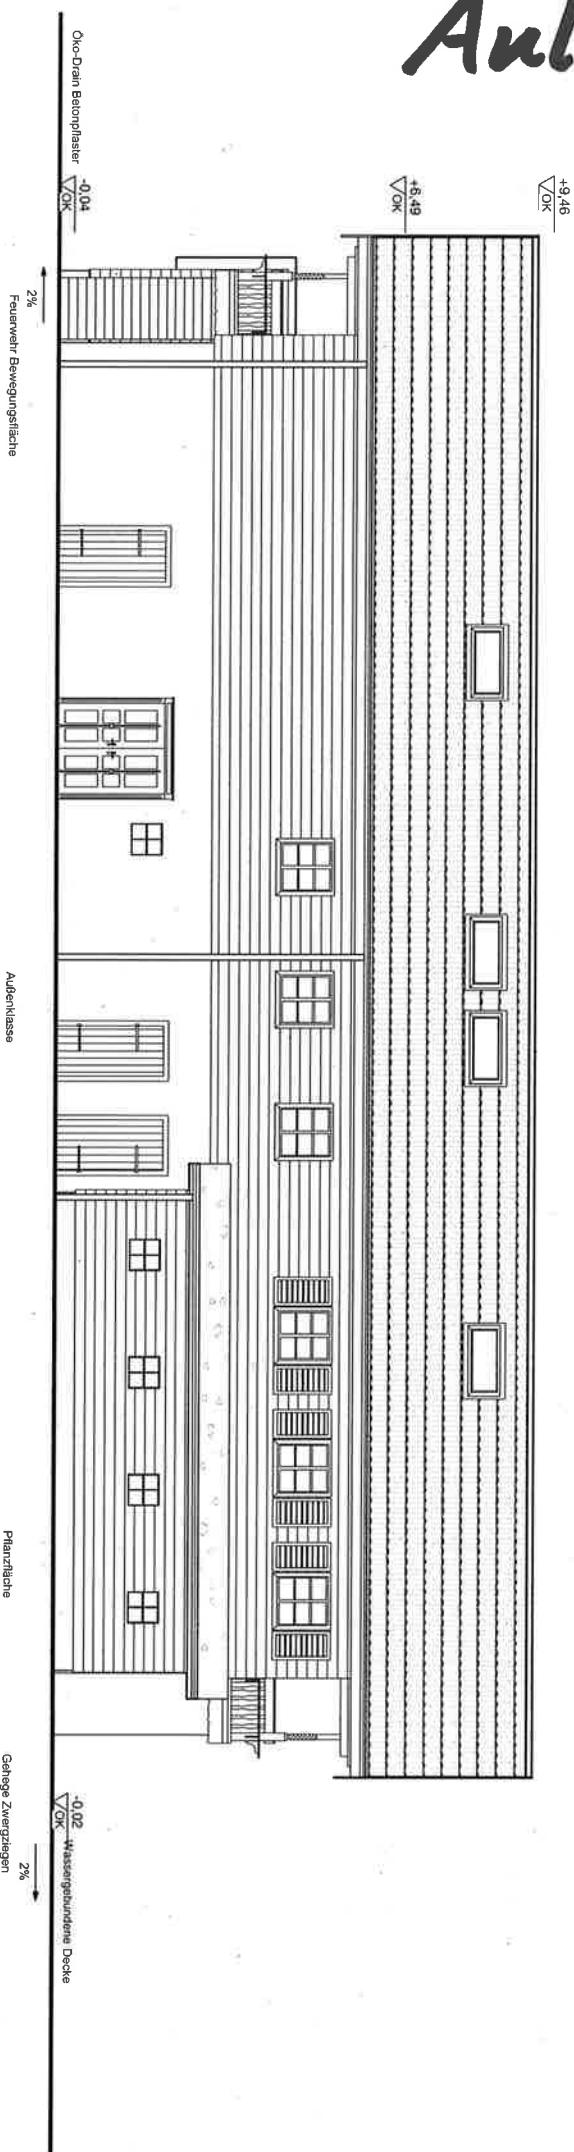 +9,46
OK
+6,49
OK
-0,04
OK
Öko-Drain Betonpflaster
2%
Feuerwehr Bewegungsfläche
Außenklasse
Pflanzfläche
-0,02
OK
Wassergebundene Decke
2%
Gehege Zwergziegen